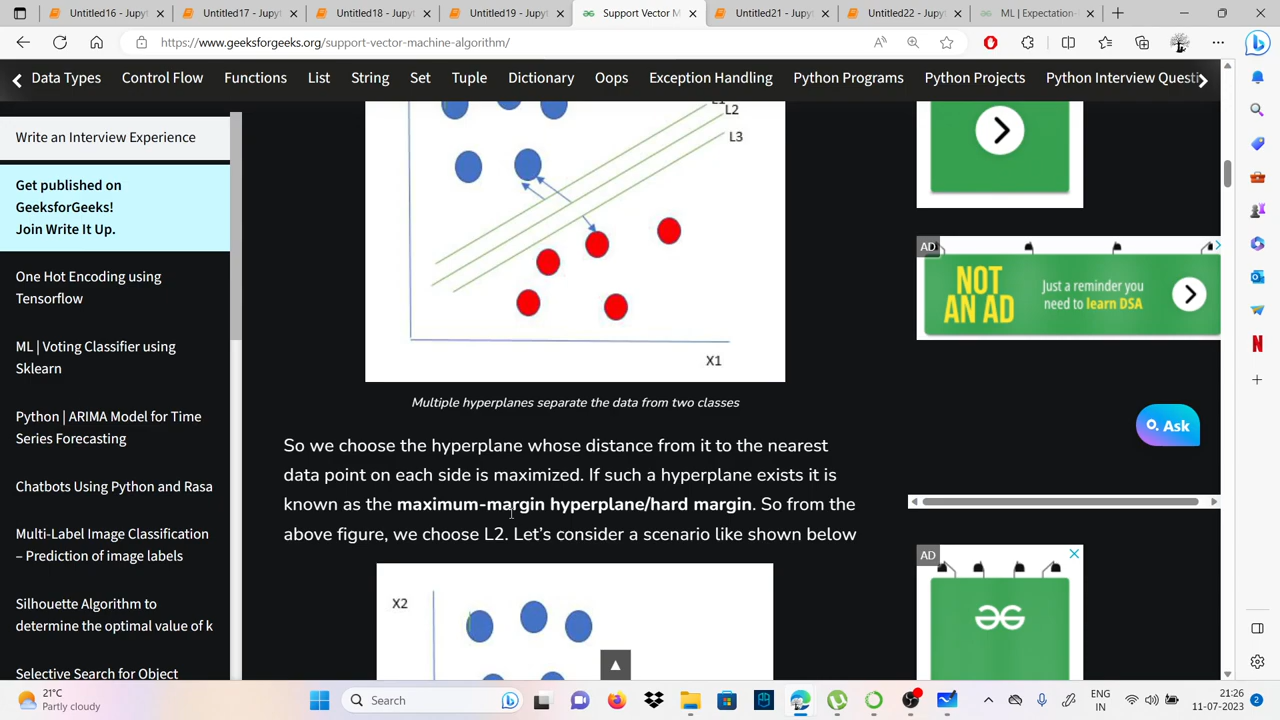 Untitled16 - Jupyt
Untitled17 - Jupyt
Untitled18 - Jupyt
Untitled19 - Jupyt
Support Vector M
Untitled21 - Jupyt
Untitled22 - Jupyt
ML | Expectation-
https://www.geeksforgeeks.org/support-vector-machine-algorithm/
Data Types
Control Flow
Functions
List
String
Set
Tuple
Dictionary
Oops
Exception Handling
Python Programs
Python Projects
Python Interview Questi
Write an Interview Experience
Get published on
GeeksforGeeks!
Join Write It Up.
One Hot Encoding using
Tensorflow
ML | Voting Classifier using
Sklearn
Python | ARIMA Model for Time
Series Forecasting
Chatbots Using Python and Rasa
Multi-Label Image Classification
– Prediction of image labels
Silhouette Algorithm to
determine the optimal value of k
Selective Search for Object
L1
L2
L3
X1
Multiple hyperplanes separate the data from two classes
So we choose the hyperplane whose distance from it to the nearest
data point on each side is maximized. If such a hyperplane exists it is
known as the maximum-margin hyperplane/hard margin. So from the
above figure, we choose L2. Let’s consider a scenario like shown below
X2
AD
NOT
AN AD
Just a reminder you
need to learn DSA
Ask
AD
21°C
Partly cloudy
Search
ENG
IN
21:26
11-07-2023
2